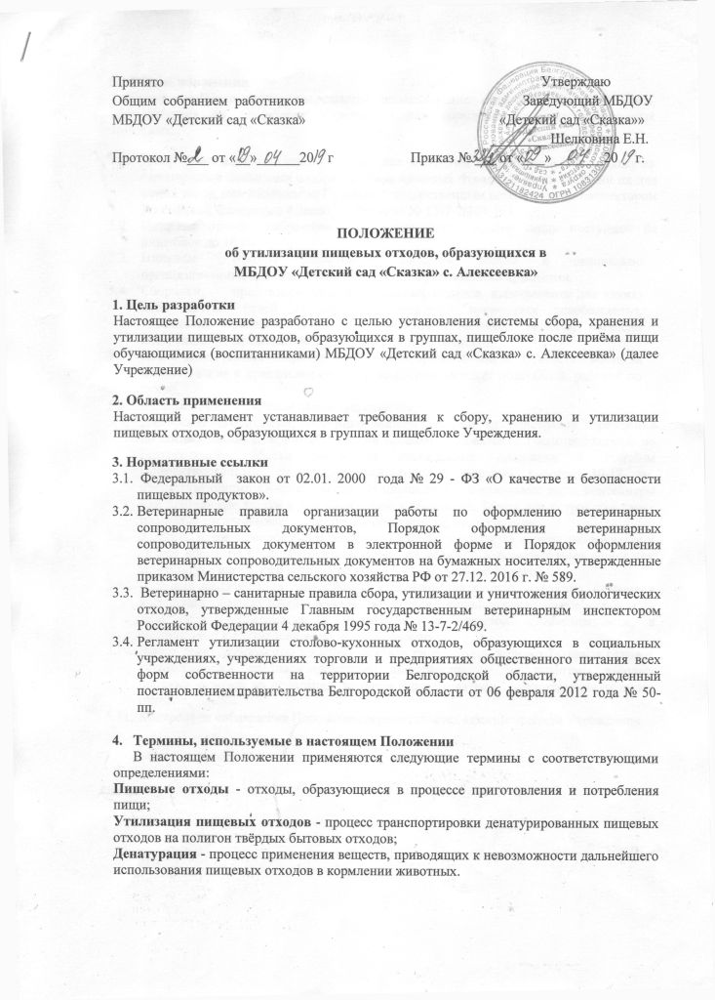 Принято Утверждаю
Общим собранием работников Заведующий МБДОУ
МБДОУ «Детский сад «Сказка» «Детский сад «Сказка»»
Шелковина Е.Н.
Протокол № 2 от « » 04 2019 г Приказ № от « » 04 2019 г.
ПОЛОЖЕНИЕ
об утилизации пищевых отходов, образующихся в
МБДОУ «Детский сад «Сказка» с. Алексеевка»
1. Цель разработки
Настоящее Положение разработано с целью установления системы сбора, хранения и
утилизации пищевых отходов, образующихся в группах, пищеблоке после приёма пищи
обучающимися (воспитанниками) МБДОУ «Детский сад «Сказка» с. Алексеевка» (далее
Учреждение)
2. Область применения
Настоящий регламент устанавливает требования к сбору, хранению и утилизации
пищевых отходов, образующихся в группах и пищеблоке Учреждения.
3. Нормативные ссылки
3.1. Федеральный закон от 02.01. 2000 года № 29 - ФЗ «О качестве и безопасности
пищевых продуктов».
3.2. Ветеринарные правила организации работы по оформлению ветеринарных
сопроводительных документов, Порядок оформления ветеринарных
сопроводительных документом в электронной форме и Порядок оформления
ветеринарных сопроводительных документов на бумажных носителях, утвержденные
приказом Министерства сельского хозяйства РФ от 27.12. 2016 г. № 589.
3.3. Ветеринарно – санитарные правила сбора, утилизации и уничтожения биологических
отходов, утвержденные Главным государственным ветеринарным инспектором
Российской Федерации 4 декабря 1995 года № 13-7-2/469.
3.4. Регламент утилизации столово-кухонных отходов, образующихся в социальных
учреждениях, учреждениях торговли и предприятиях общественного питания всех
форм собственности на территории Белгородской области, утвержденный
постановлением правительства Белгородской области от 06 февраля 2012 года № 50-
пп.
4. Термины, используемые в настоящем Положении
В настоящем Положении применяются следующие термины с соответствующими
определениями:
Пищевые отходы - отходы, образующиеся в процессе приготовления и потребления
пищи;
Утилизация пищевых отходов - процесс транспортировки денатурированных пищевых
отходов на полигон твёрдых бытовых отходов;
Денатурация - процесс применения веществ, приводящих к невозможности дальнейшего
использования пищевых отходов в кормлении животных.